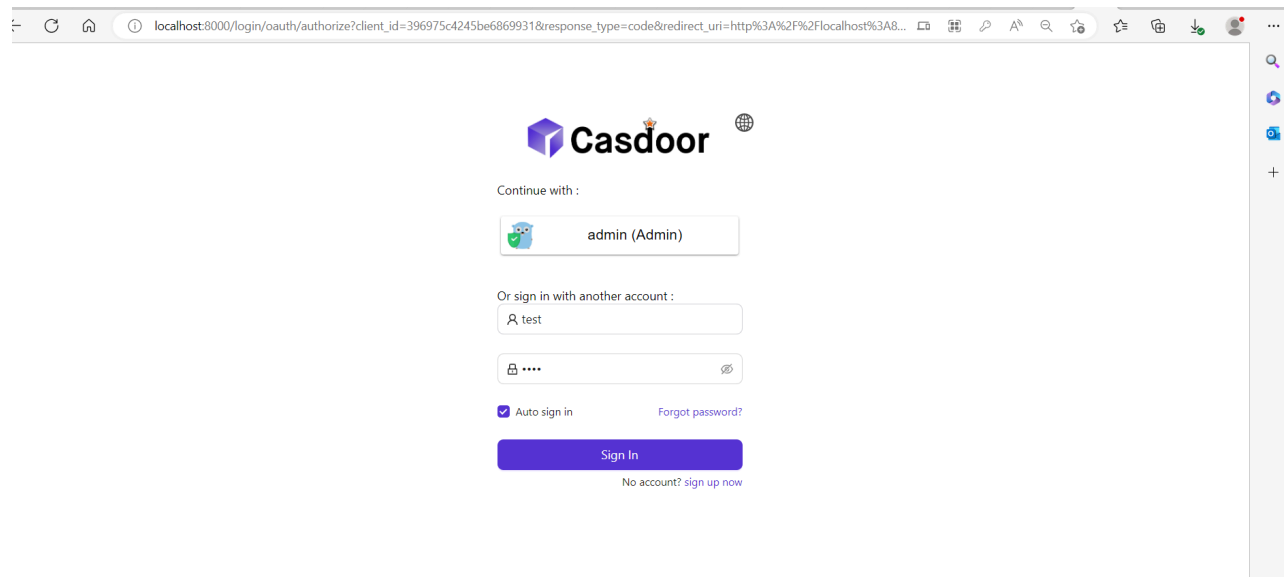 localhost:8000/login/oauth/authorize?client_id=396975c4245be6869931&response_type=code&redirect_uri=http%3A%2F%2Flocalhost%3A8...
Casdoor
Continue with :
admin (Admin)
Or sign in with another account :
test
••••
Auto sign in Forgot password?
Sign In
No account? sign up now